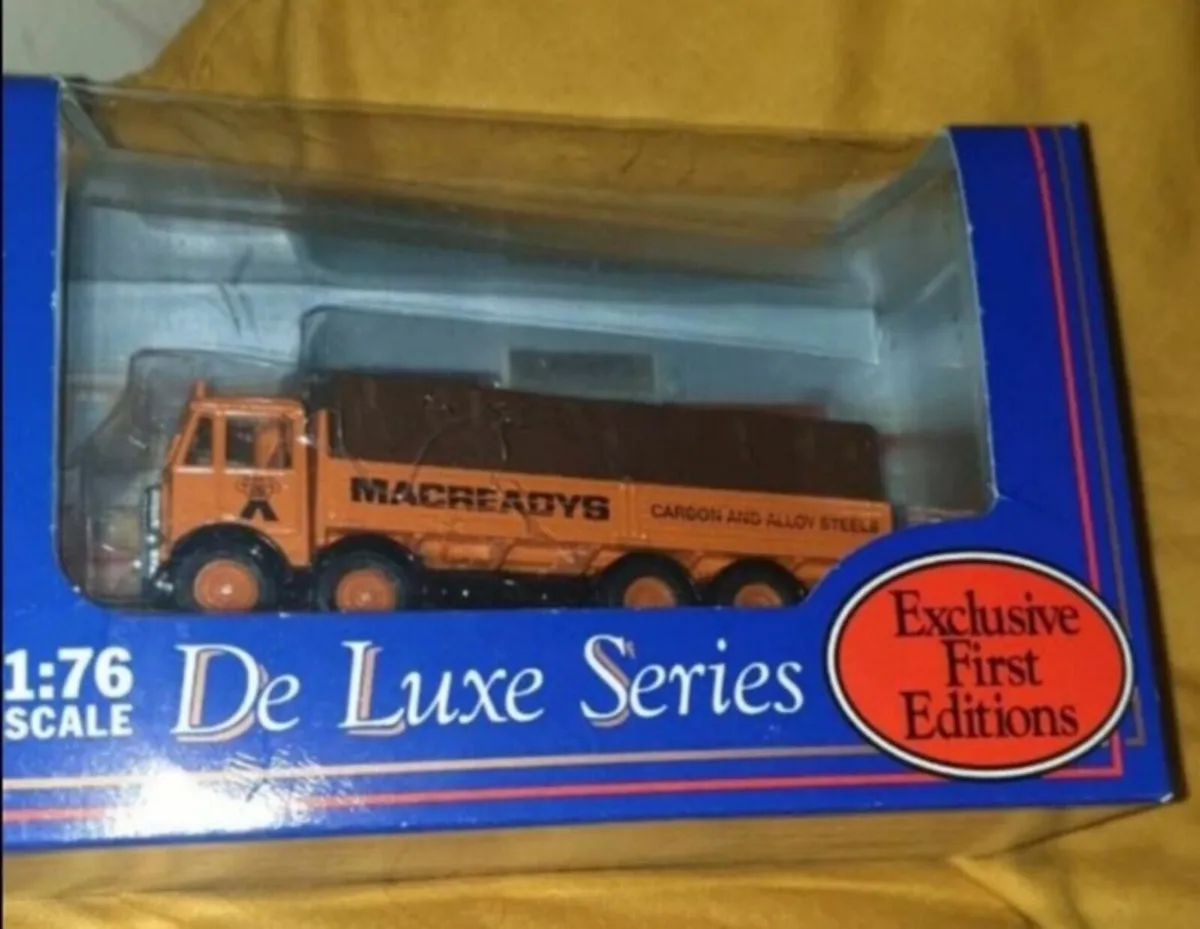 MACREADYS
CARBON AND ALLOY STEELS
1:76
SCALE
De Luxe Series
Exclusive
First
Editions